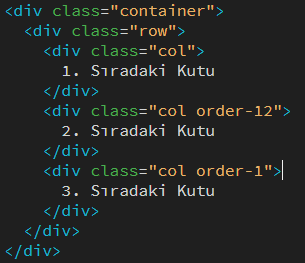 <div class="container">
  <div class="row">
    <div class="col">
      1. Sıradaki Kutu
    </div>
    <div class="col order-12">
      2. Sıradaki Kutu
    </div>
    <div class="col order-1">
      3. Sıradaki Kutu
    </div>
  </div>
</div>